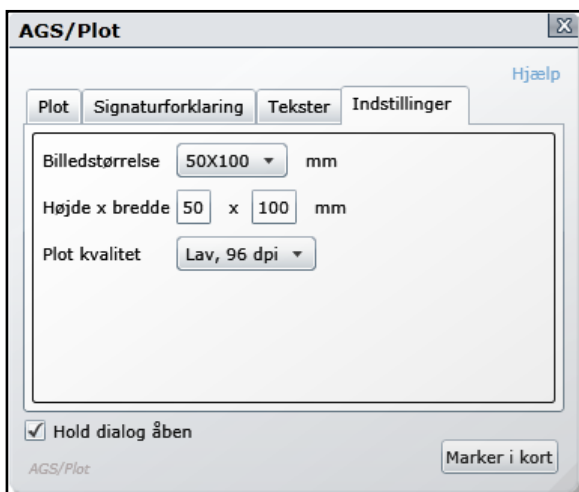 AGS/Plot
Hjælp
Plot Signaturforklaring Tekster Indstillinger
Billedstørrelse 50X100 mm
Højde x bredde 50 x 100 mm
Plot kvalitet Lav, 96 dpi
Hold dialog åben
AGS/Plot Marker i kort